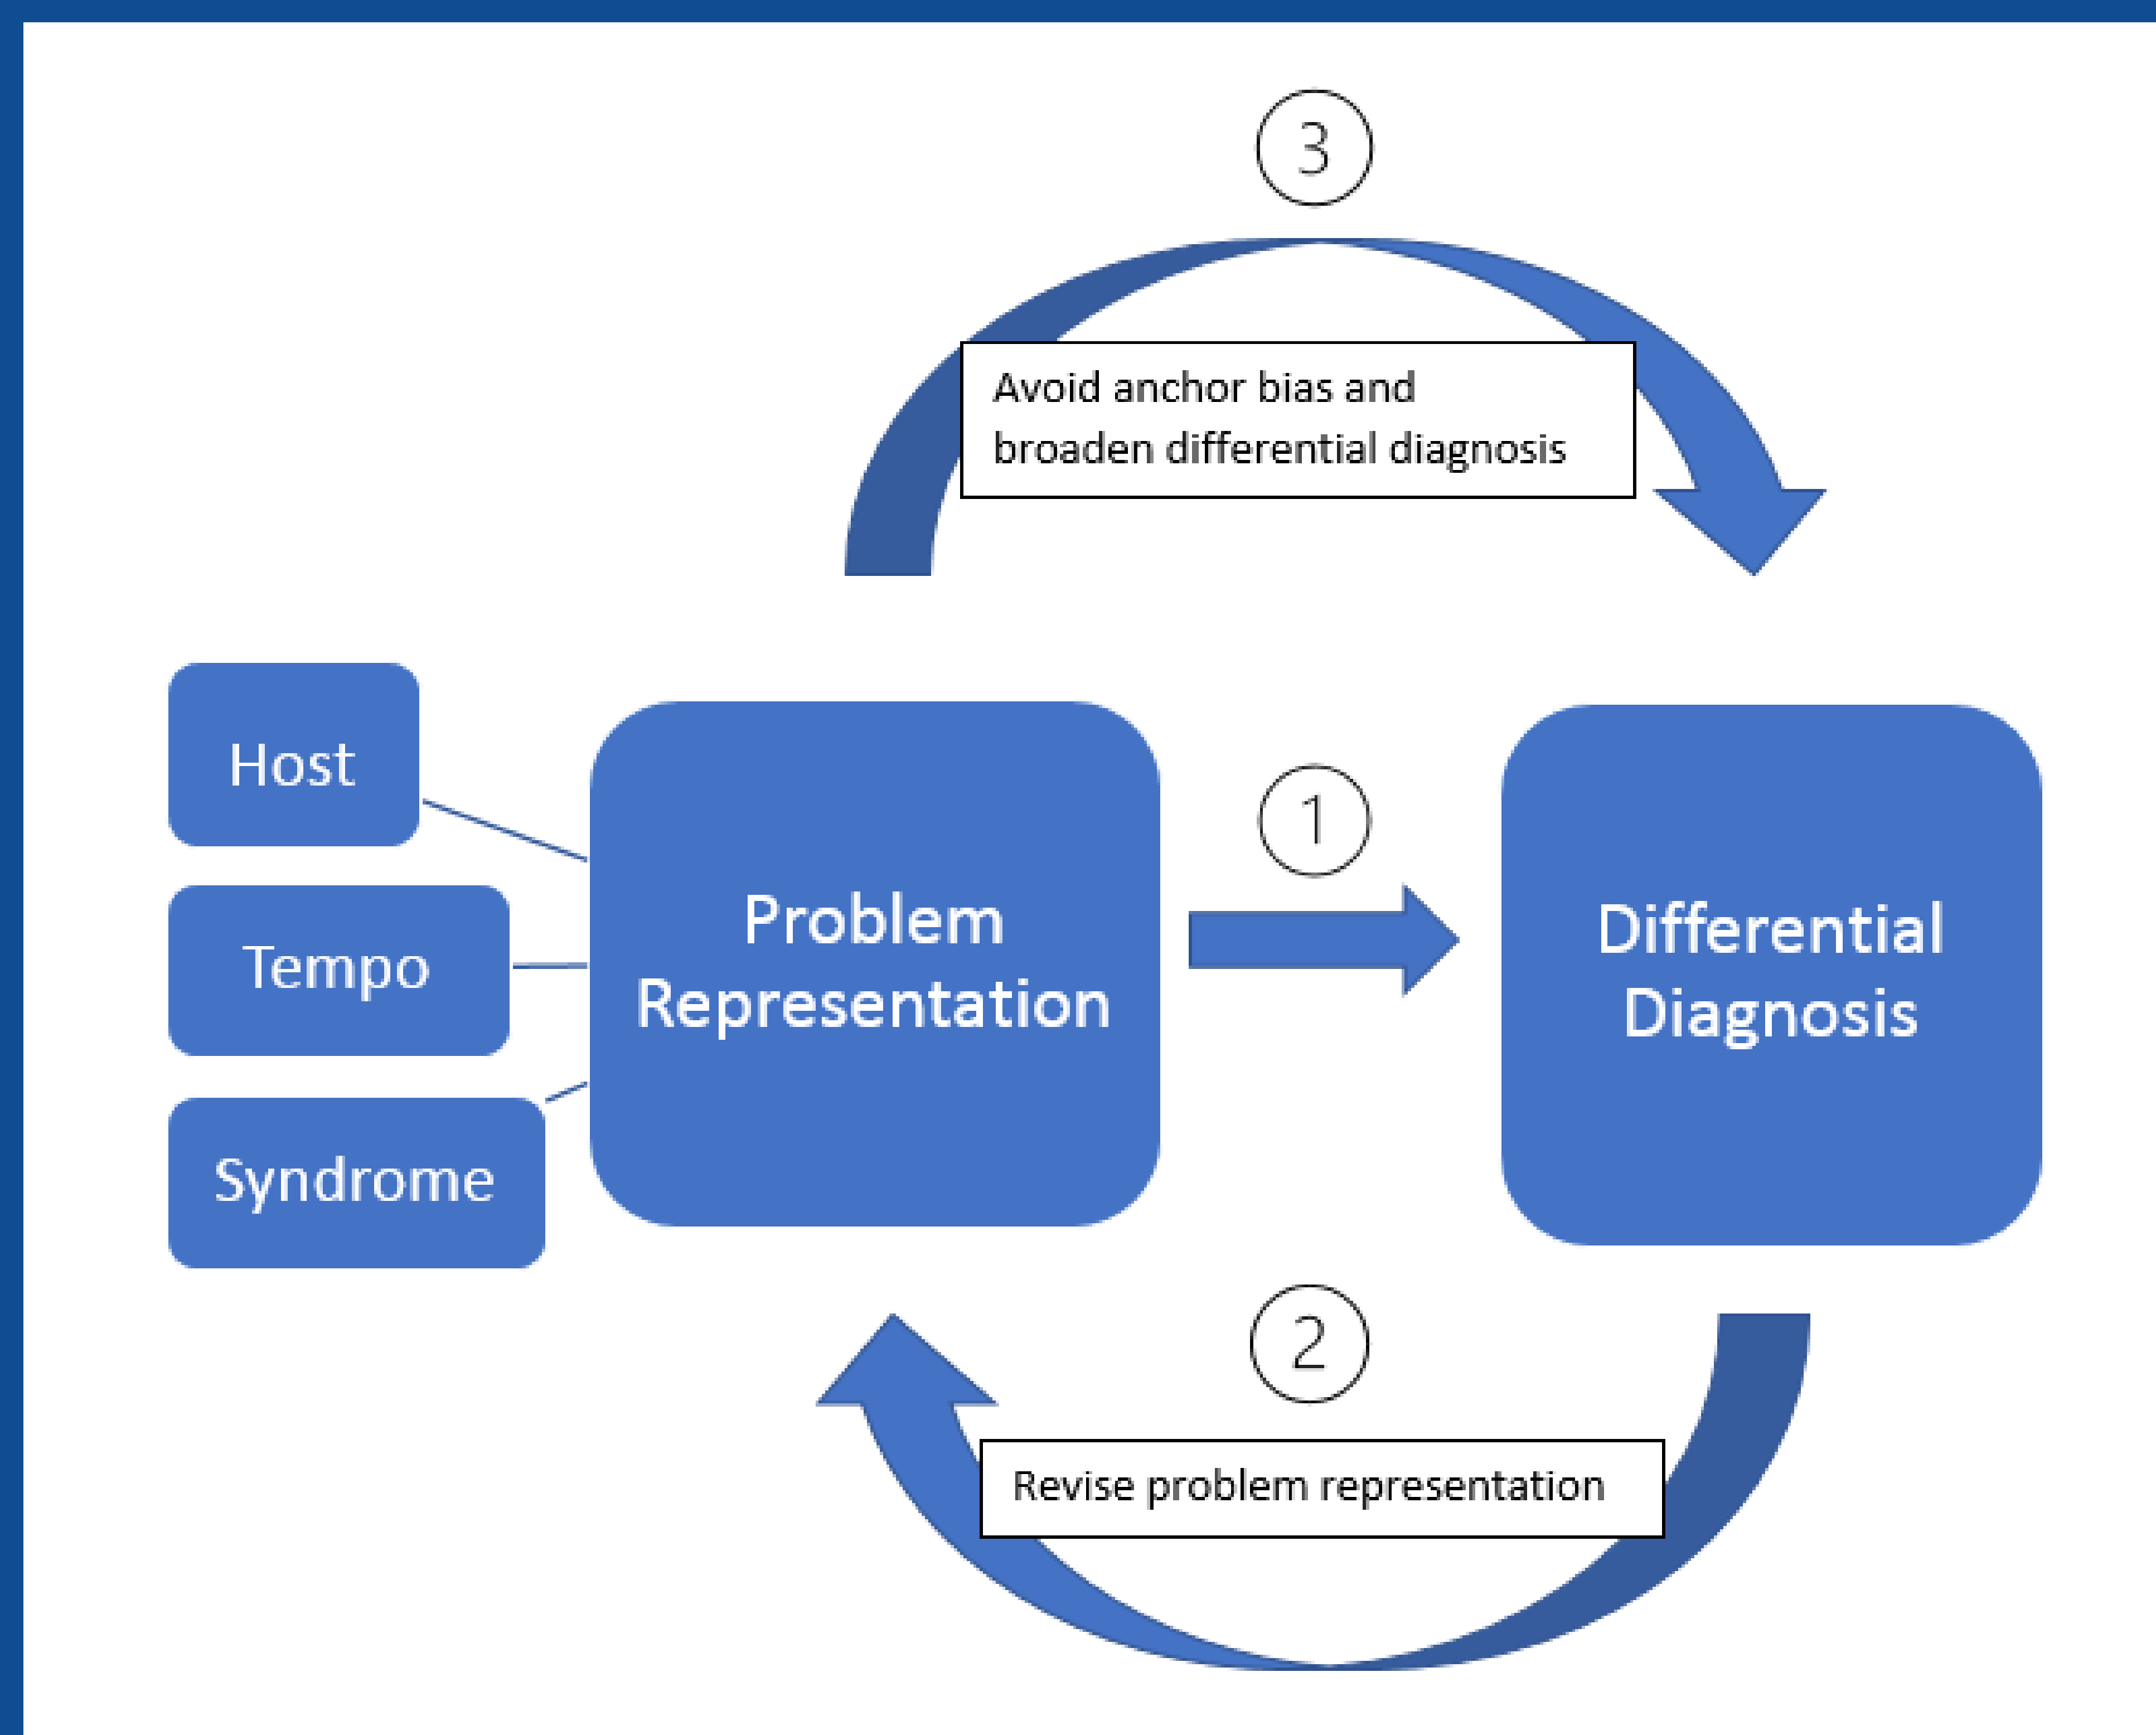 3
Avoid anchor bias and
broaden differential diagnosis
Host
Tempo
Syndrome
Problem
Representation
1
Differential
Diagnosis
2
Revise problem representation